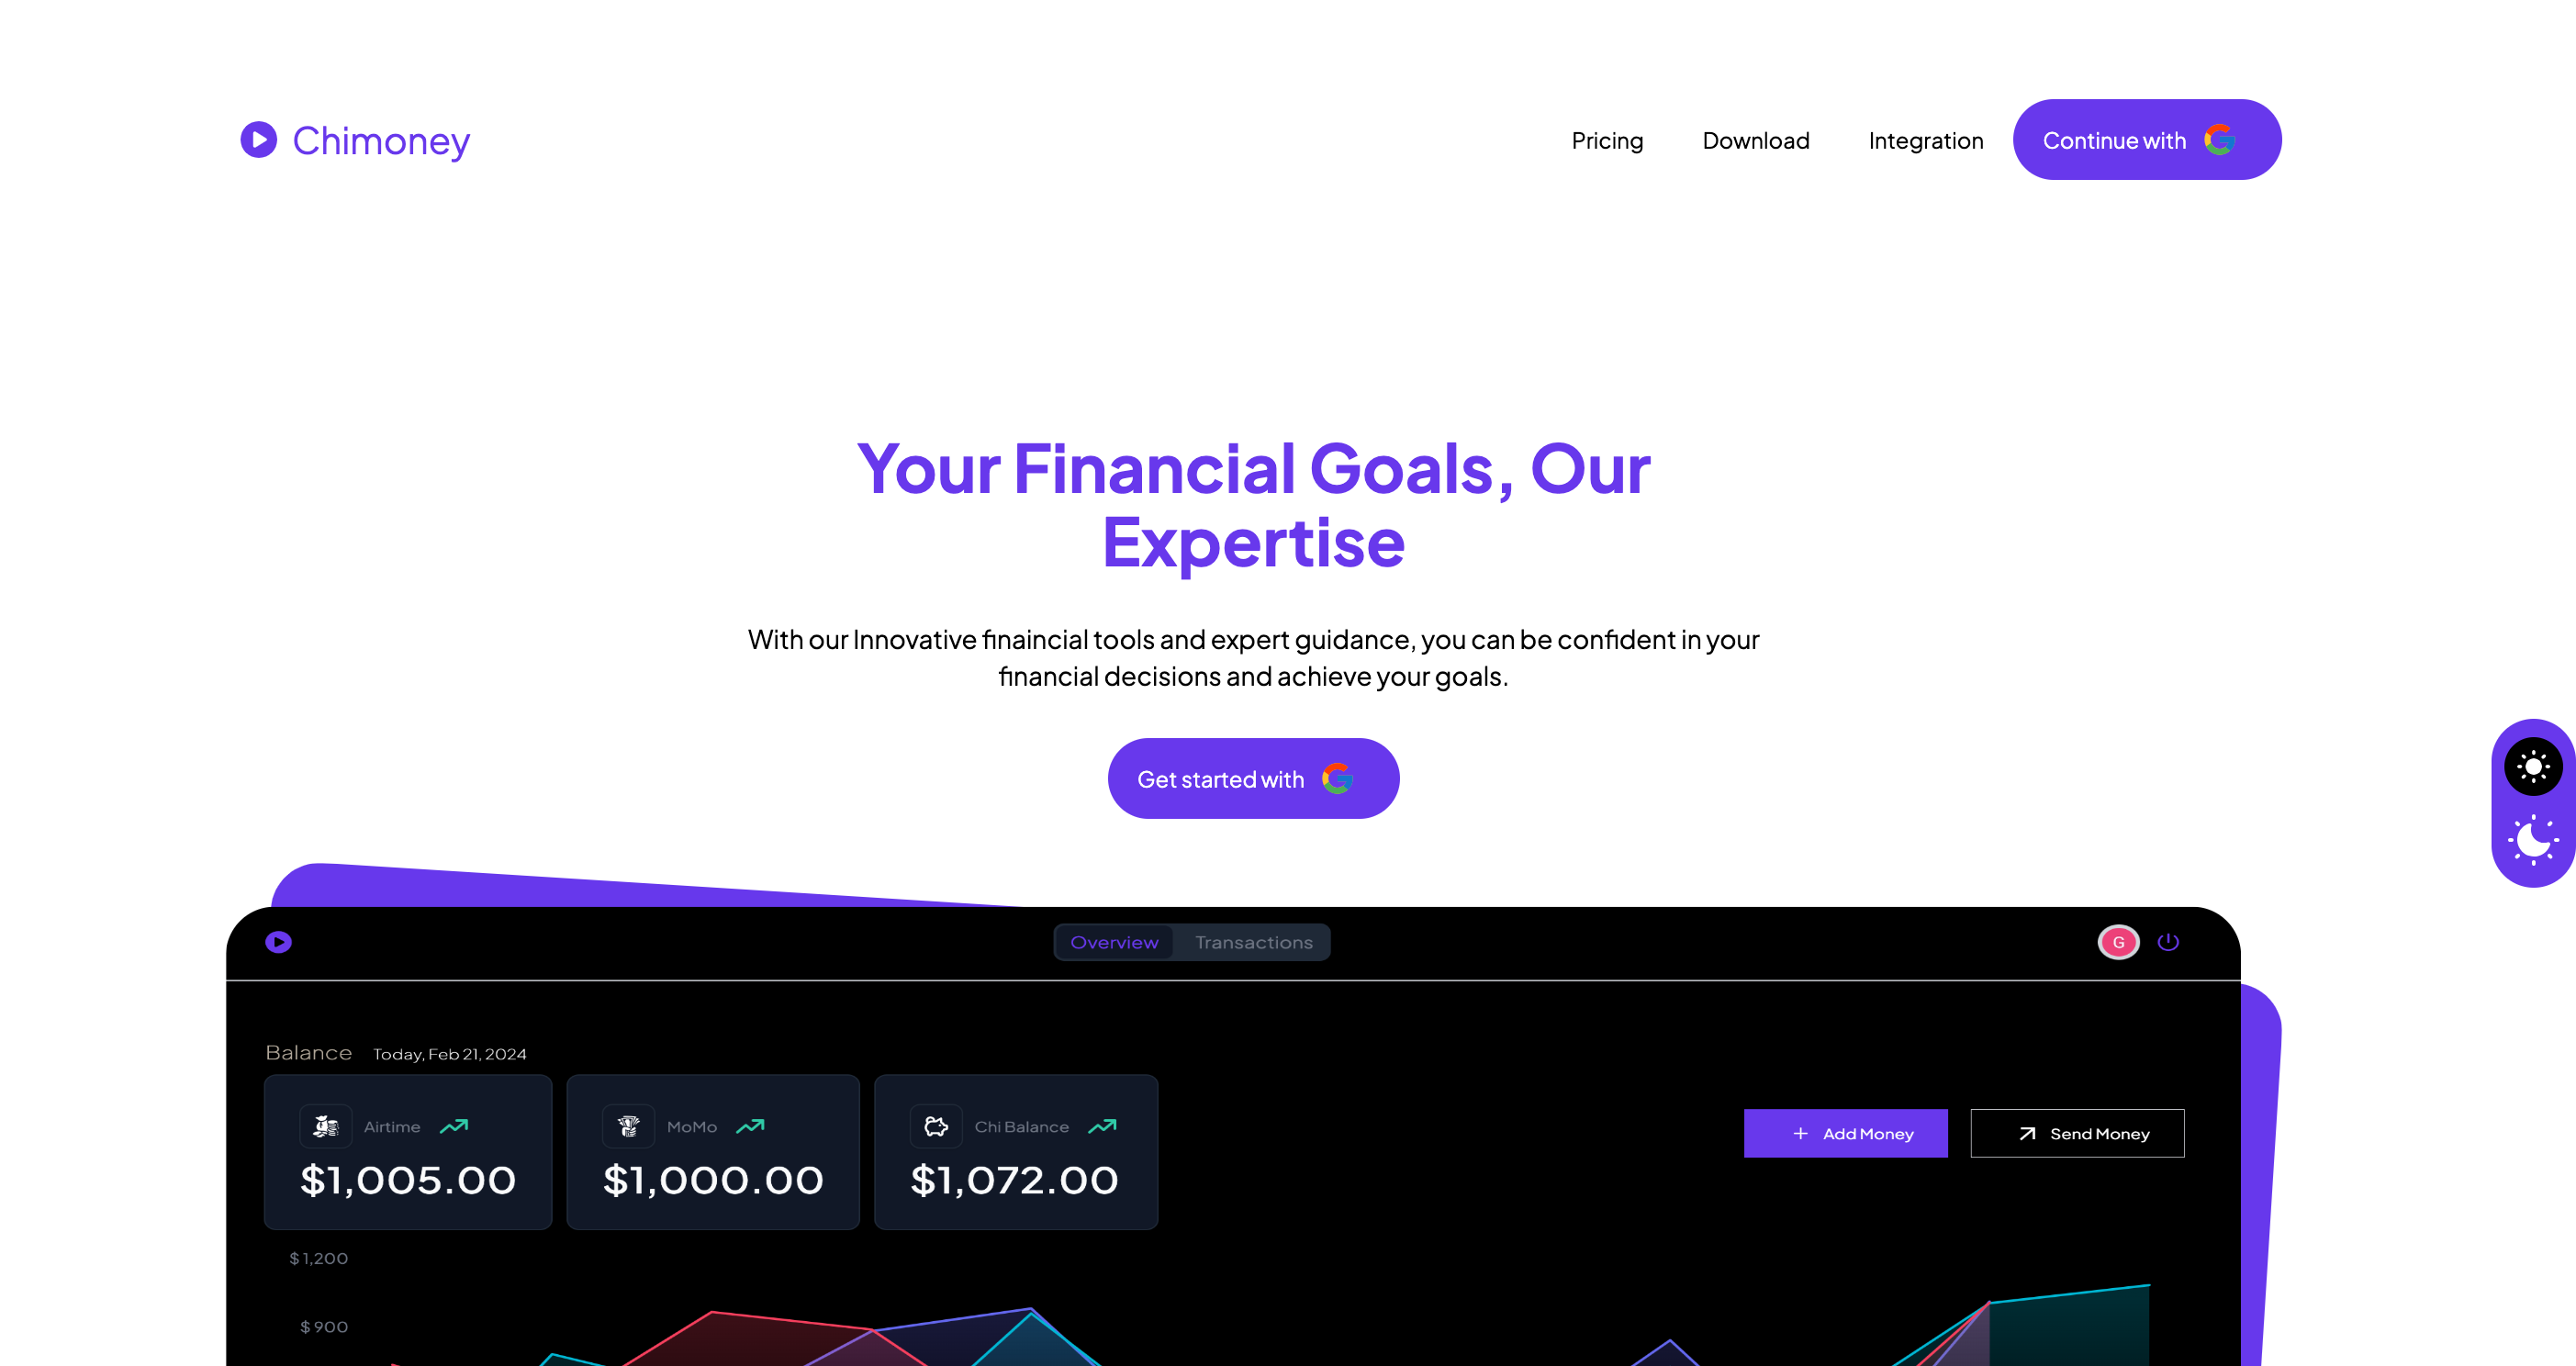 Chimoney
Pricing Download Integration Continue with
Your Financial Goals, Our
Expertise
With our Innovative finaincial tools and expert guidance, you can be confident in your
financial decisions and achieve your goals.
Get started with
Overview Transactions G
Balance Today, Feb 21, 2024
Airtime MoMo Chi Balance
$1,005.00 $1,000.00 $1,072.00
+ Add Money Send Money
$ 1,200
$ 900